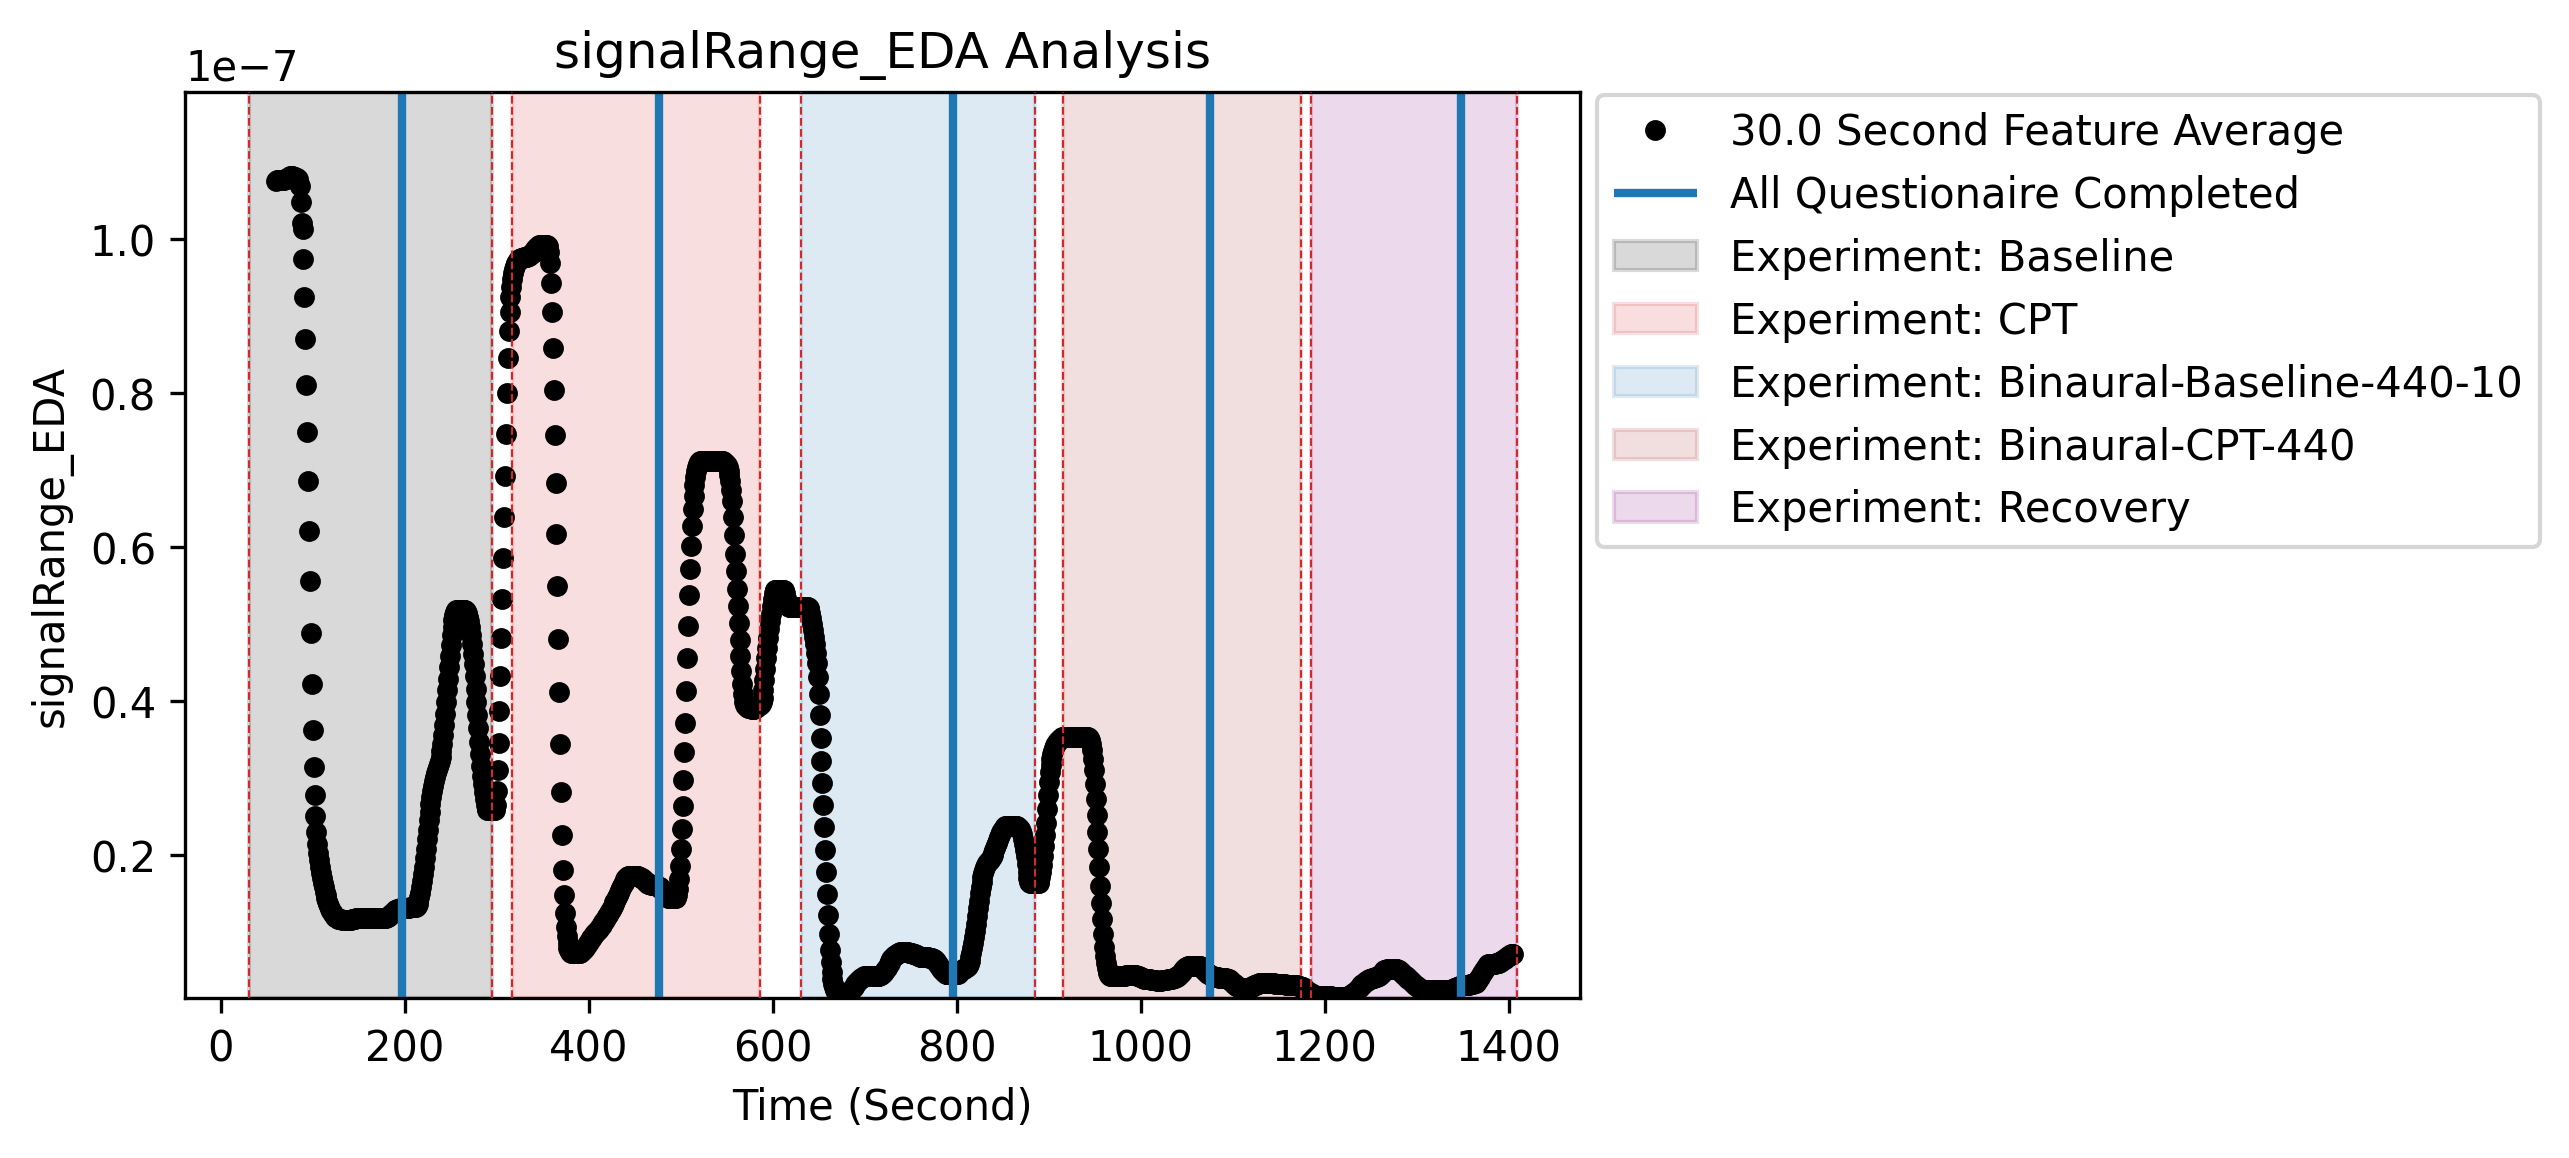 signalRange_EDA Analysis
1e−7
signalRange_EDA
1.0
0.8
0.6
0.4
0.2
0 200 400 600 800 1000 1200 1400
Time (Second)
30.0 Second Feature Average
All Questionaire Completed
Experiment: Baseline
Experiment: CPT
Experiment: Binaural-Baseline-440-10
Experiment: Binaural-CPT-440
Experiment: Recovery